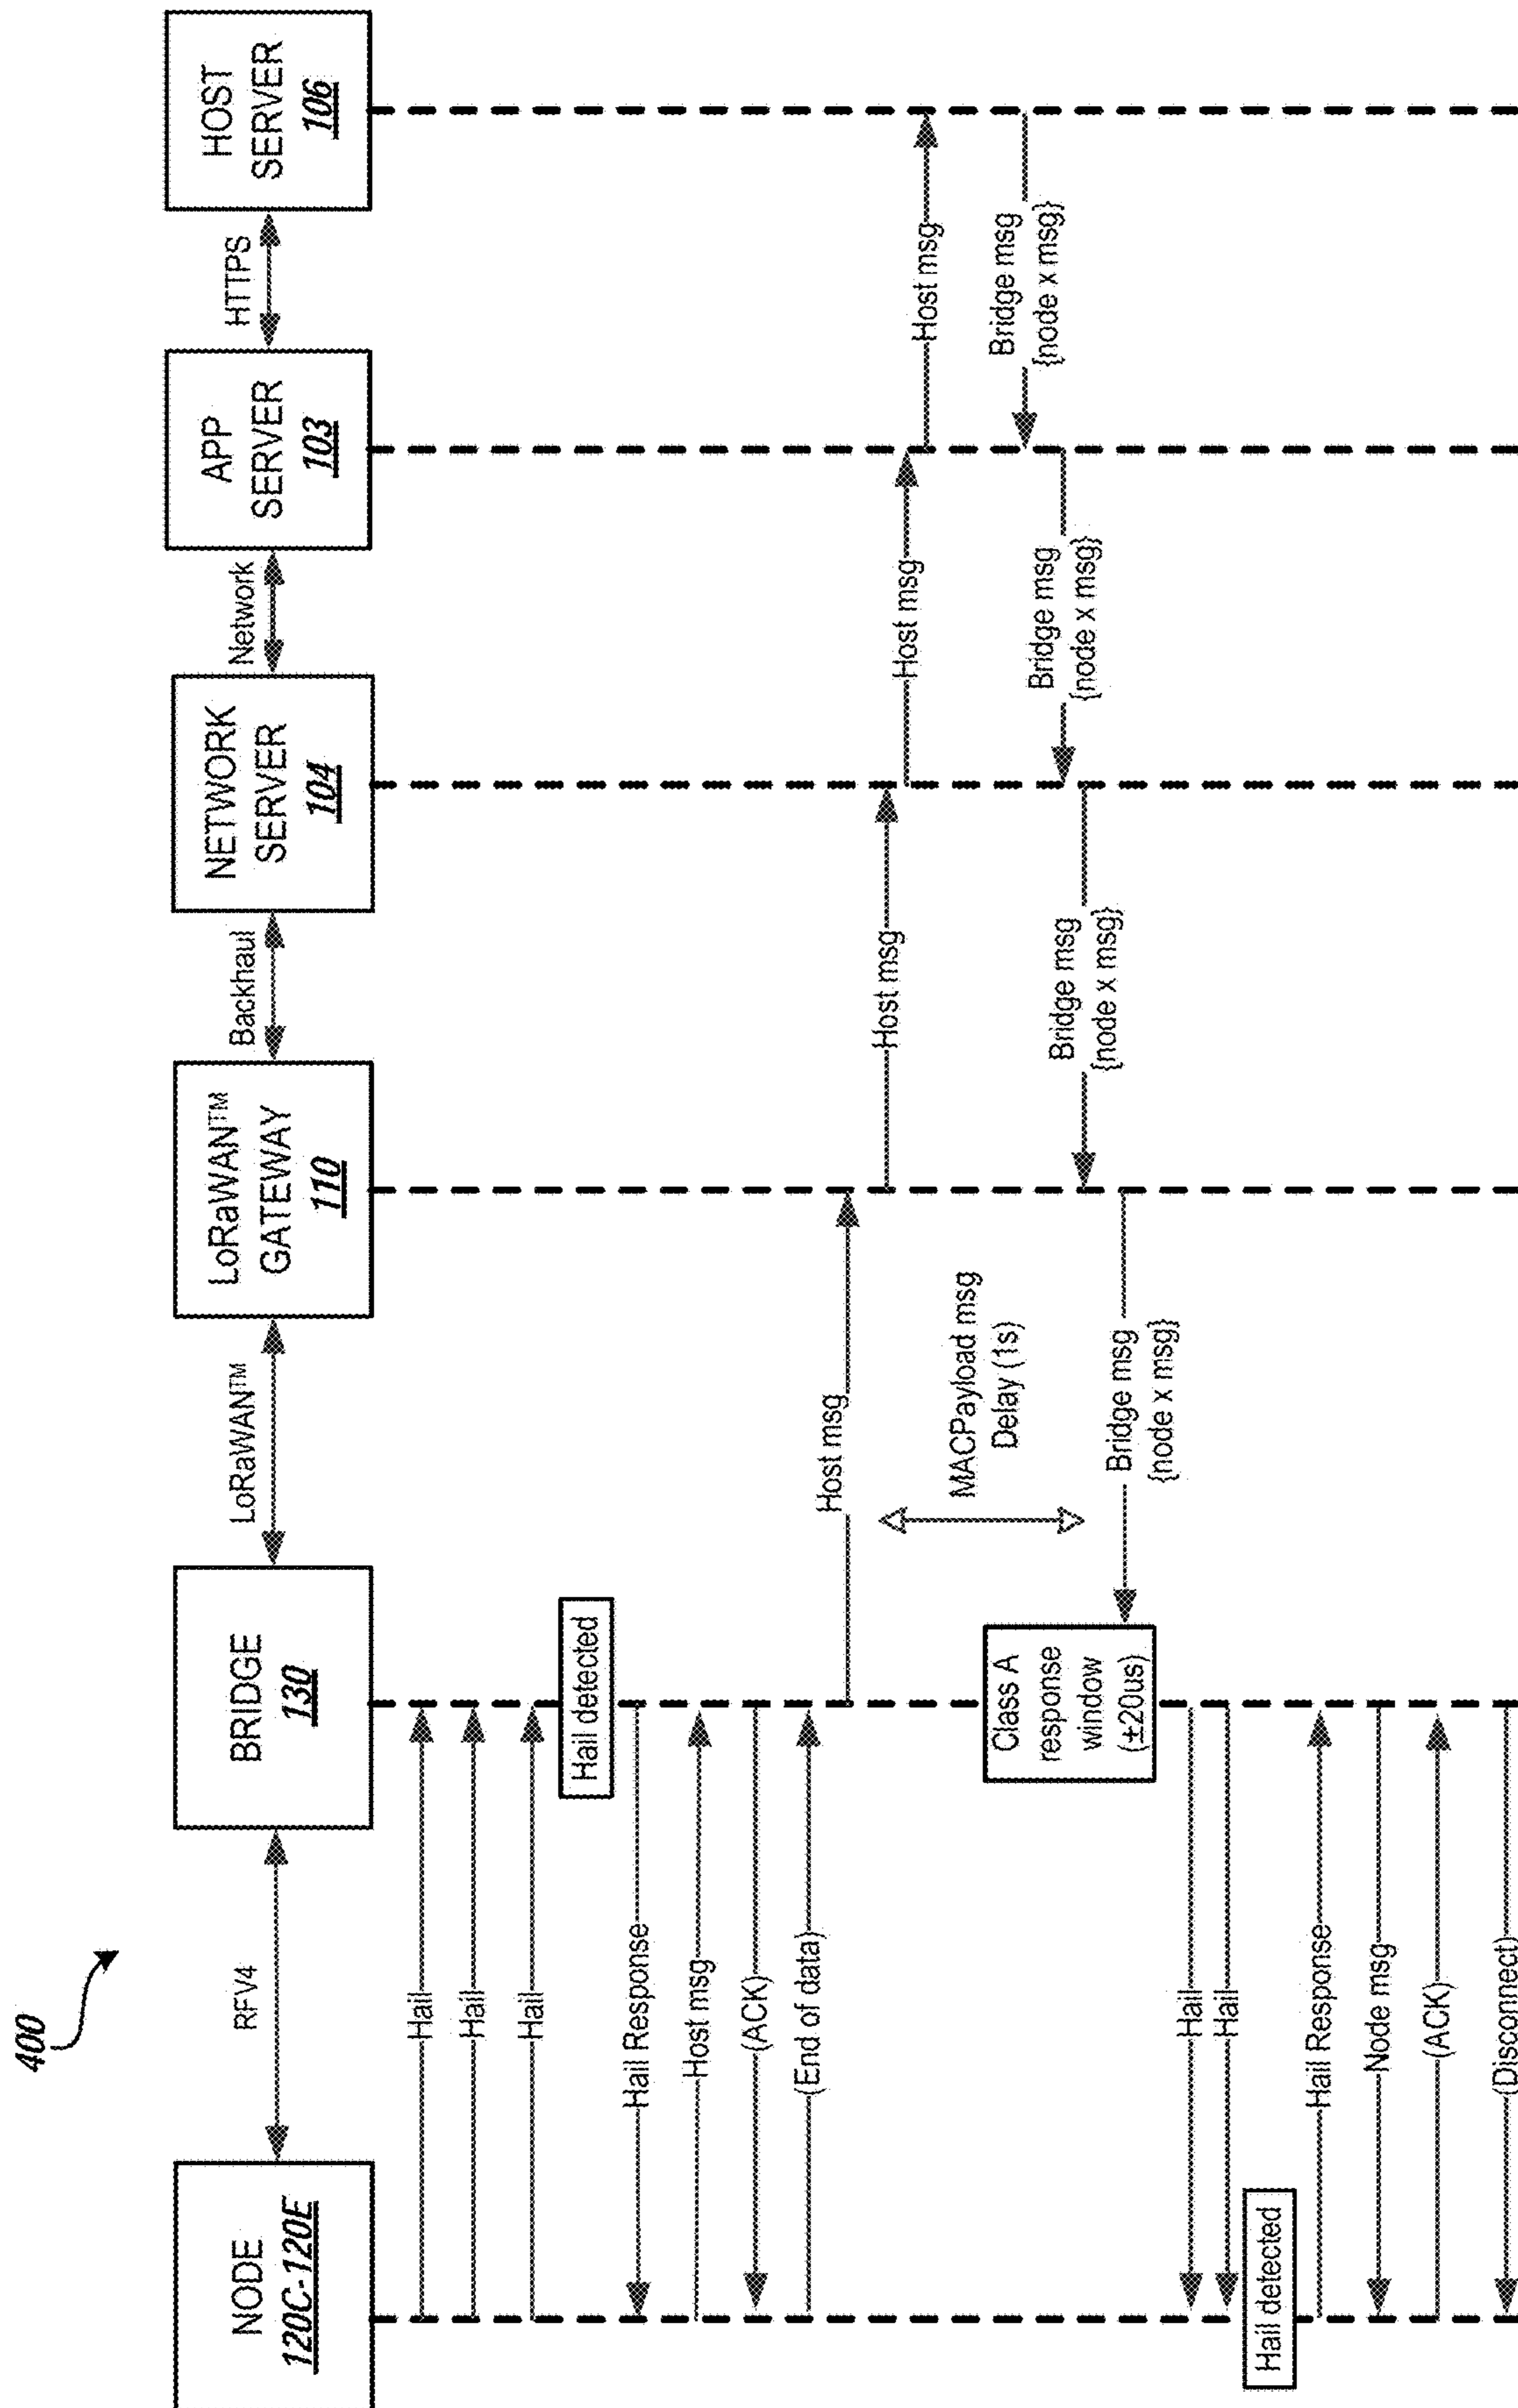 400
NODE
120C-120E
RFV4
BRIDGE
130
LoRaWAN™
LoRaWAN™
GATEWAY
110
Backhaul
NETWORK
SERVER
104
Network
APP
SERVER
103
HTTPS
HOST
SERVER
106
Hail
Hail
Hail
Hail detected
Hail Response
Host msg
(ACK)
(End of data)
Host msg
Host msg
Host msg
Host msg
MACPayload msg
Delay (1s)
Bridge msg
{node x msg}
Bridge msg
{node x msg}
Bridge msg
{node x msg}
Bridge msg
{node x msg}
Class A
response
window
(±20us)
Hail
Hail
Hail detected
Hail Response
Node msg
(ACK)
(Disconnect)